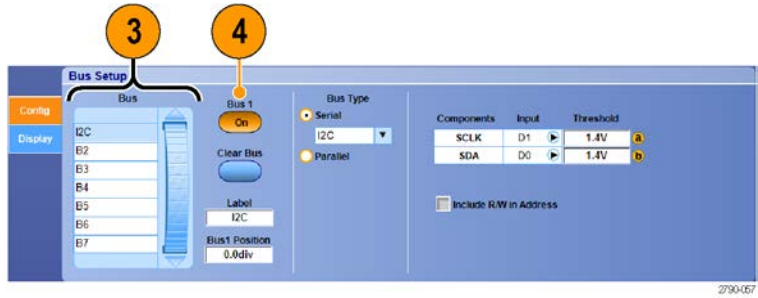 3
4
Bus Setup
Config
Display
Bus
I2C
B2
B3
B4
B5
B6
B7
Bus 1
On
Clear Bus
Label
I2C
Bus1 Position
0.0div
Bus Type
Serial
I2C
Parallel
Components Input Threshold
SCLK D1 1.4V a
SDA D0 1.4V b
Include R/W in Address
2790-057